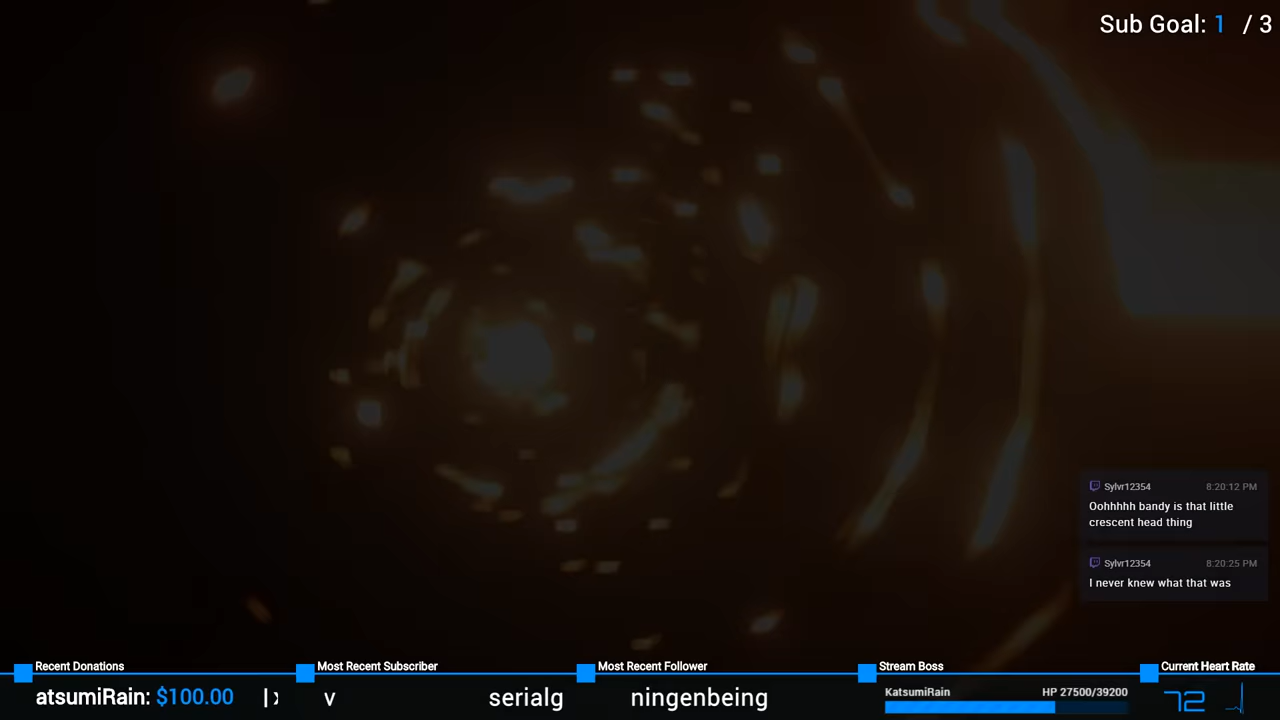 Sub Goal: 1 / 3
Sylvr12354 8:20:12 PM
Oohhhhh bandy is that little
crescent head thing
Sylvr12354 8:20:25 PM
I never knew what that was
Recent Donations
Most Recent Subscriber
Most Recent Follower
Stream Boss
Current Heart Rate
atsumiRain: $100.00 |
v serialg
ningenbeing
KatsumiRain HP 27500/39200
72